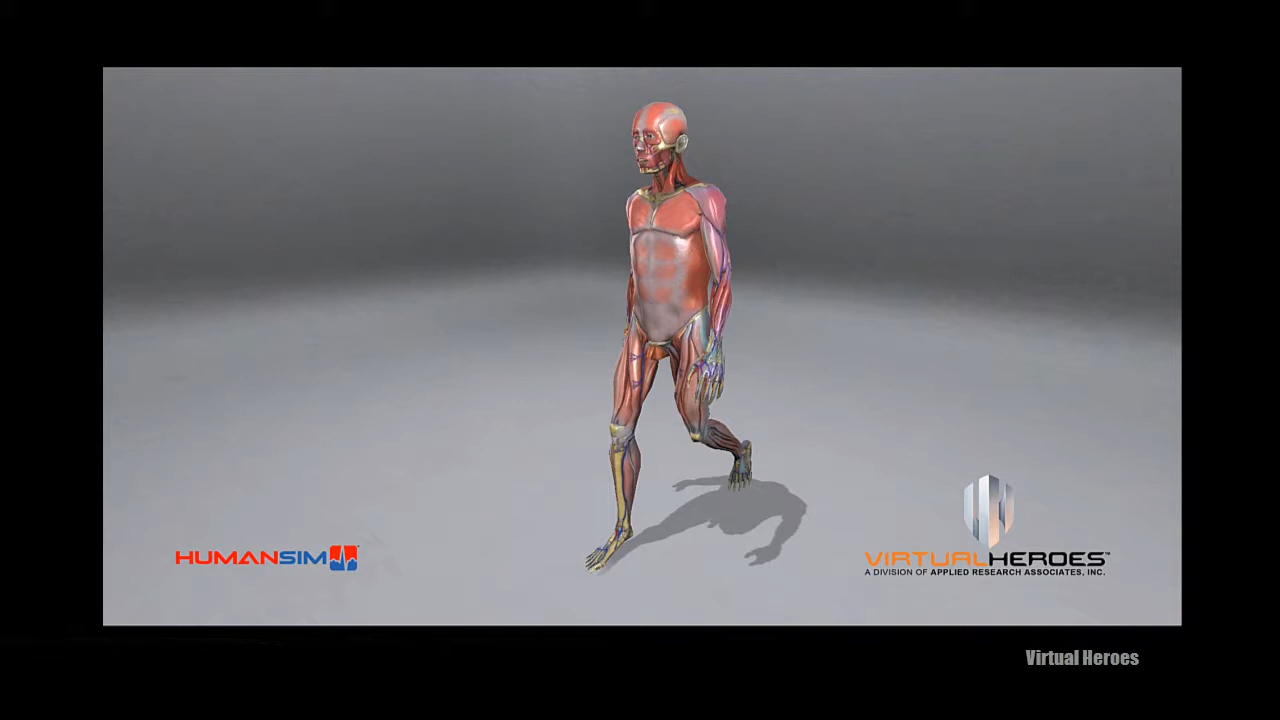 HUMANSIM
VIRTUALHEROES™
A DIVISION OF APPLIED RESEARCH ASSOCIATES, INC.
Virtual Heroes